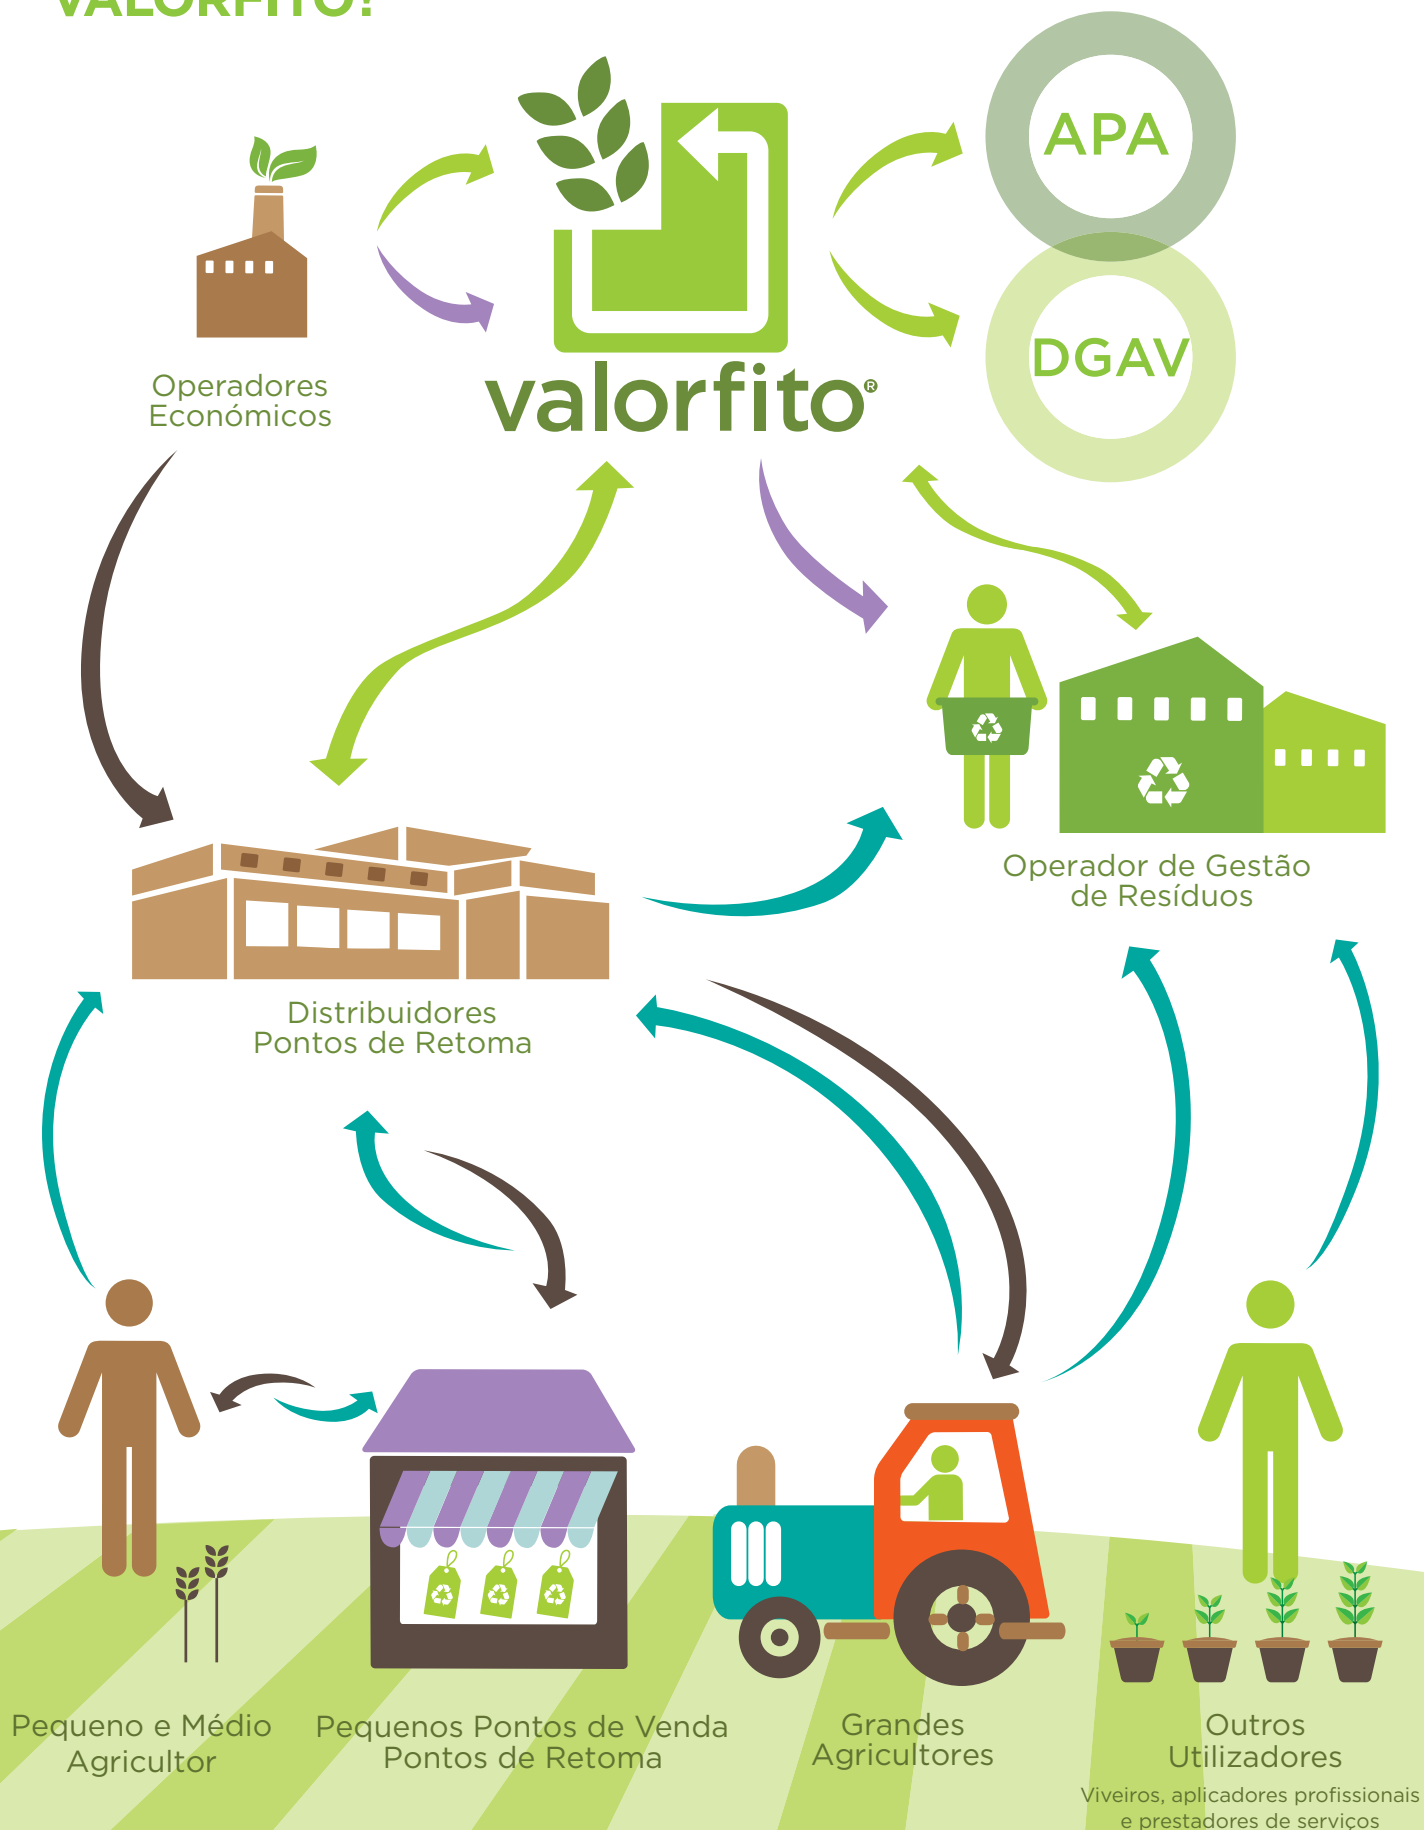 VALORFITO?
APA
DGAV
valorfito®
Operadores
Económicos
Operador de Gestão
de Resíduos
Distribuidores
Pontos de Retoma
Pequeno e Médio
Agricultor
Pequenos Pontos de Venda
Pontos de Retoma
Grandes
Agricultores
Outros
Utilizadores
Viveiros, aplicadores profissionais
e prestadores de serviços